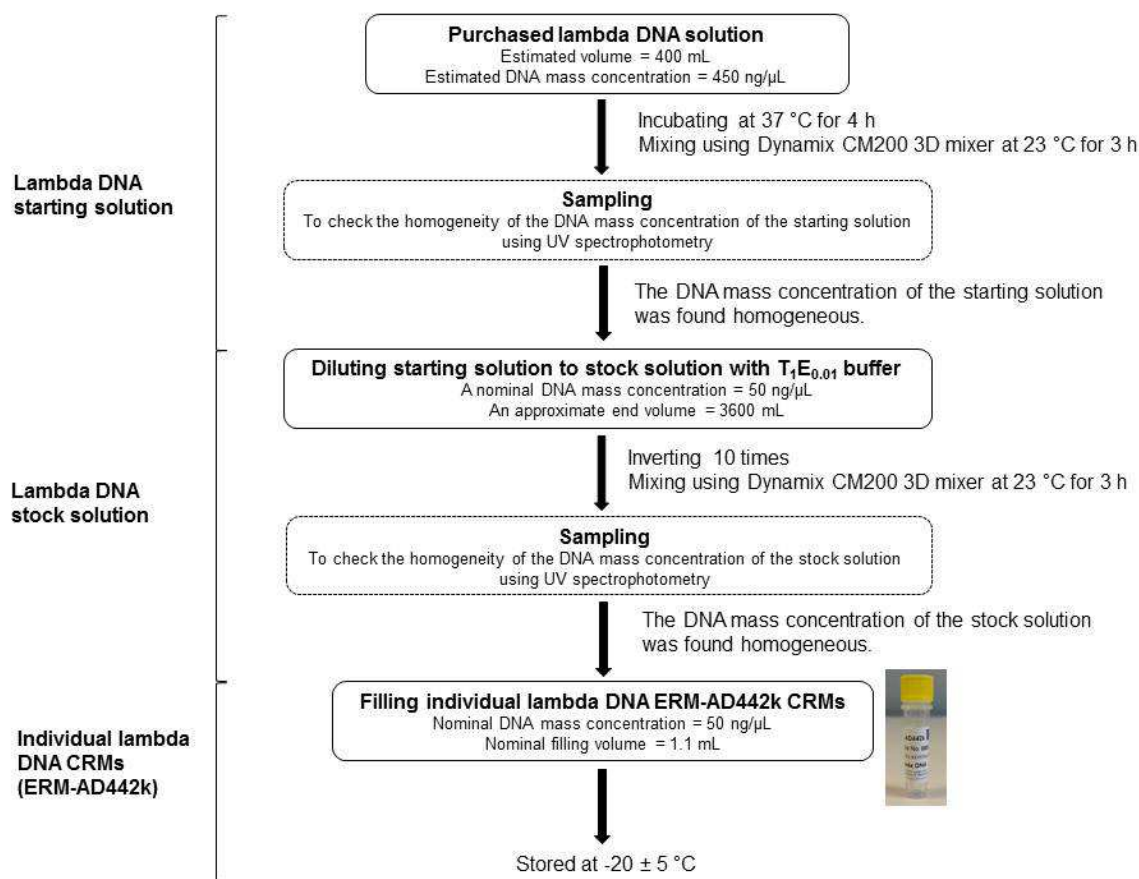 Purchased lambda DNA solution
Estimated volume = 400 mL
Estimated DNA mass concentration = 450 ng/µL
Incubating at 37 °C for 4 h
Mixing using Dynamix CM200 3D mixer at 23 °C for 3 h
Lambda DNA
starting solution
Sampling
To check the homogeneity of the DNA mass concentration of the starting solution
using UV spectrophotometry
The DNA mass concentration of the starting solution
was found homogeneous.
Diluting starting solution to stock solution with T₁E₀.₀₁ buffer
A nominal DNA mass concentration = 50 ng/µL
An approximate end volume = 3600 mL
Inverting 10 times
Mixing using Dynamix CM200 3D mixer at 23 °C for 3 h
Lambda DNA
stock solution
Sampling
To check the homogeneity of the DNA mass concentration of the stock solution
using UV spectrophotometry
The DNA mass concentration of the stock solution
was found homogeneous.
Filling individual lambda DNA ERM-AD442k CRMs
Nominal DNA mass concentration = 50 ng/µL
Nominal filling volume = 1.1 mL
AD442k
DNA
Individual lambda
DNA CRMs
(ERM-AD442k)
Stored at -20 ± 5 °C